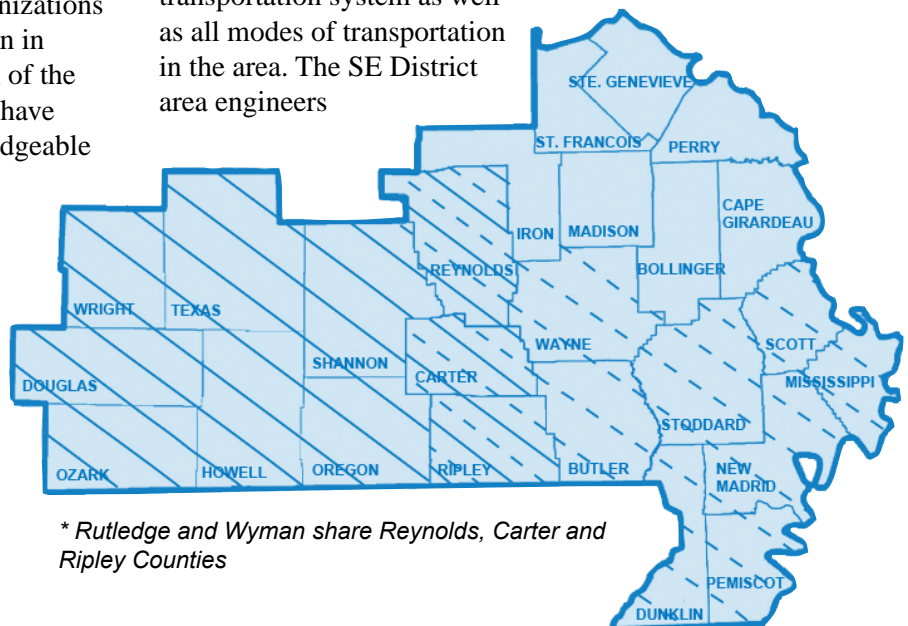 nizations
n in
of the
have
dgeable
transportation system as well
as all modes of transportation
in the area. The SE District
area engineers
STE. GENEVIEVE
ST. FRANCOIS
PERRY
CAPE
GIRARDEAU
IRON
MADISON
BOLLINGER
REYNOLDS
WRIGHT
TEXAS
WAYNE
SCOTT
SHANNON
CARTER
MISSISSIPPI
DOUGLAS
STODDARD
OZARK
HOWELL
OREGON
RIPLEY
BUTLER
NEW
MADRID
* Rutledge and Wyman share Reynolds, Carter and
Ripley Counties
PEMISCOT
DUNKLIN